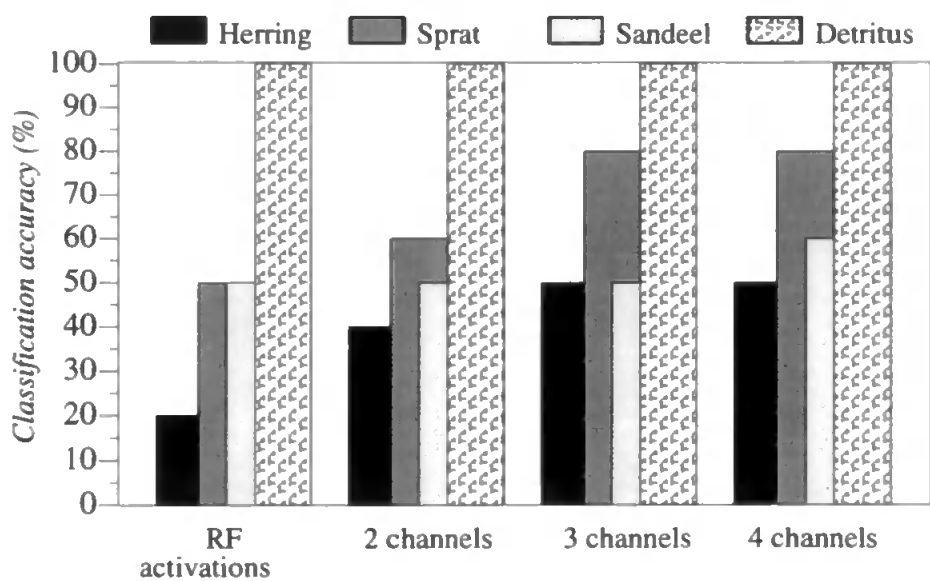 Herring Sprat Sandeel Detritus
Classification accuracy (%)
100
90
80
70
60
50
40
30
20
10
0
RF activations
2 channels
3 channels
4 channels